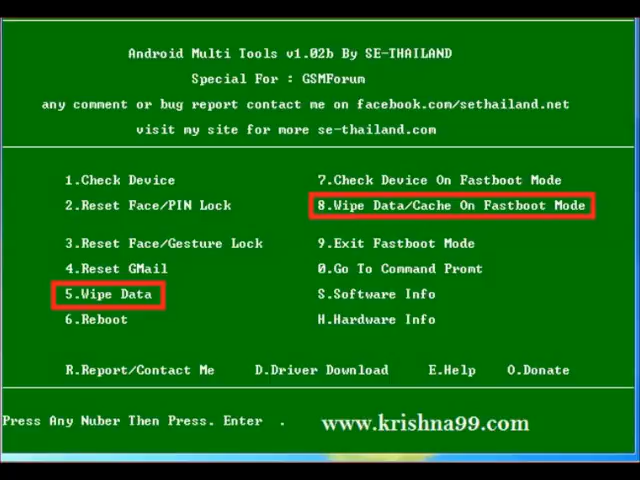 Android Multi Tools v1.02b By SE-THAILAND
Special For : GSMForum
any comment or bug report contact me on facebook.com/sethailand.net
visit my site for more se-thailand.com
1.Check Device
2.Reset Face/PIN Lock
3.Reset Face/Gesture Lock
4.Reset GMail
5.Wipe Data
6.Reboot
7.Check Device On Fastboot Mode
8.Wipe Data/Cache On Fastboot Mode
9.Exit Fastboot Mode
0.Go To Command Promt
S.Software Info
H.Hardware Info
R.Report/Contact Me D.Driver Download E.Help O.Donate
Press Any Nuber Then Press. Enter .
www.krishna99.com